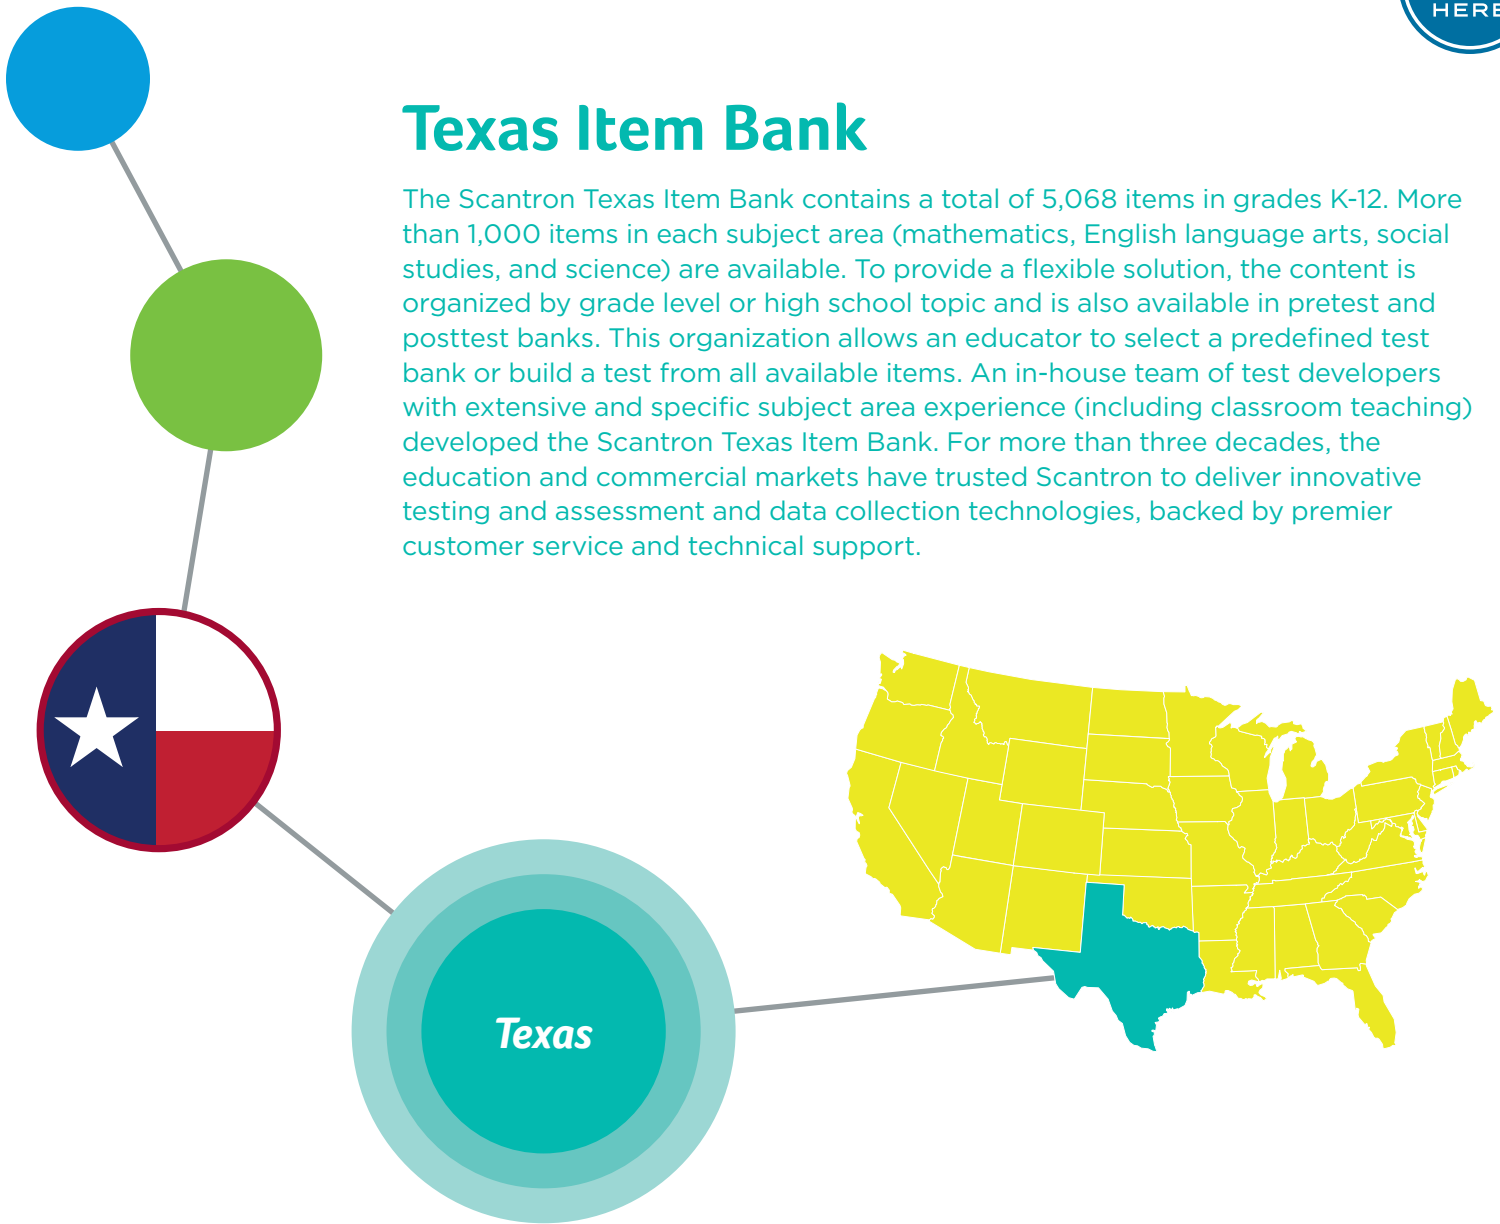 HERE
Texas Item Bank
The Scantron Texas Item Bank contains a total of 5,068 items in grades K-12. More
than 1,000 items in each subject area (mathematics, English language arts, social
studies, and science) are available. To provide a flexible solution, the content is
organized by grade level or high school topic and is also available in pretest and
posttest banks. This organization allows an educator to select a predefined test
bank or build a test from all available items. An in-house team of test developers
with extensive and specific subject area experience (including classroom teaching)
developed the Scantron Texas Item Bank. For more than three decades, the
education and commercial markets have trusted Scantron to deliver innovative
testing and assessment and data collection technologies, backed by premier
customer service and technical support.
Texas